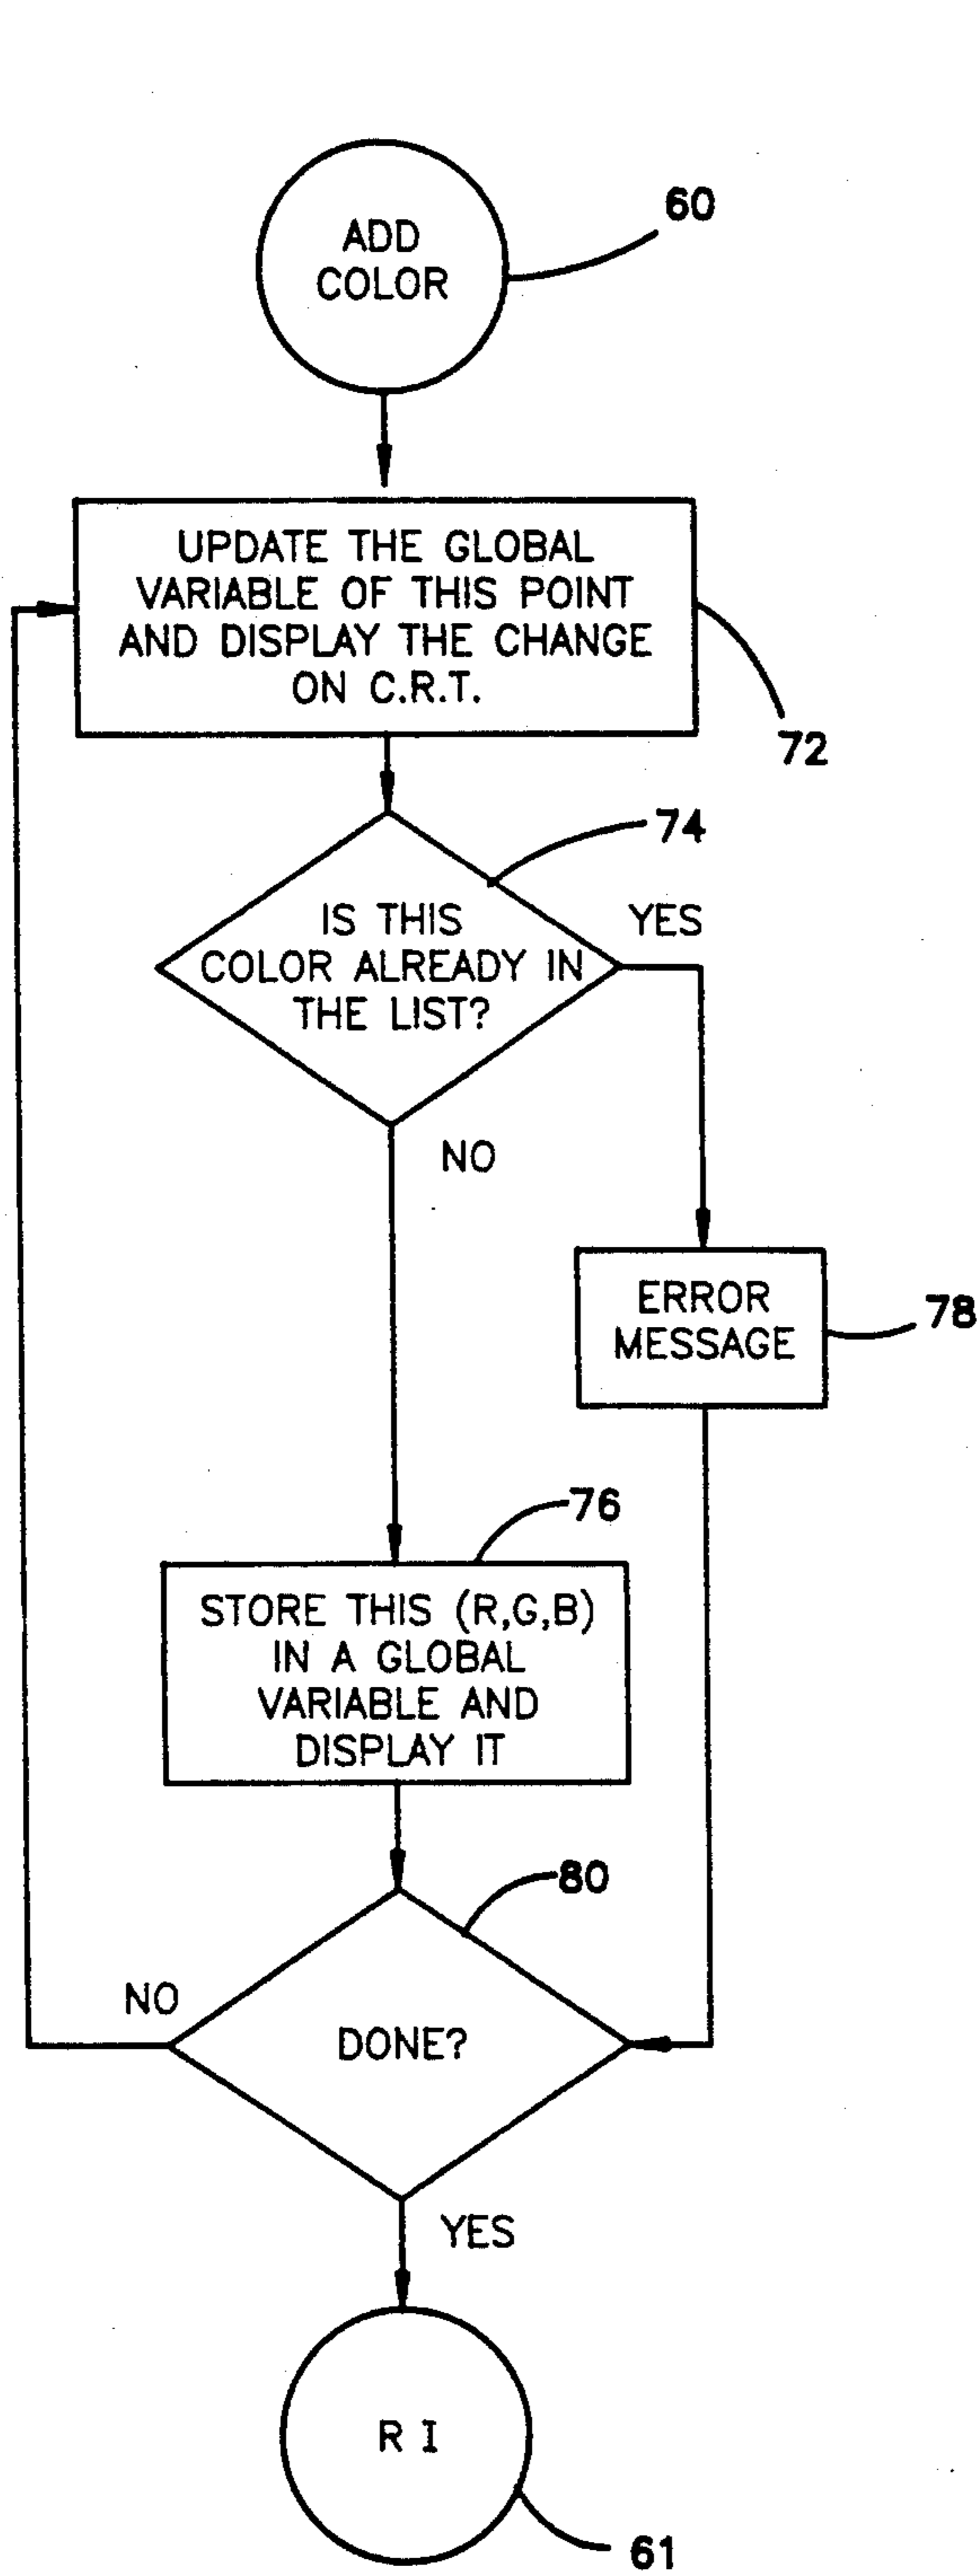 ADD
COLOR
60
UPDATE THE GLOBAL
VARIABLE OF THIS POINT
AND DISPLAY THE CHANGE
ON C.R.T.
72
74
IS THIS
COLOR ALREADY IN
THE LIST?
YES
NO
ERROR
MESSAGE
78
76
STORE THIS (R,G,B)
IN A GLOBAL
VARIABLE AND
DISPLAY IT
80
NO
DONE?
YES
R I
61